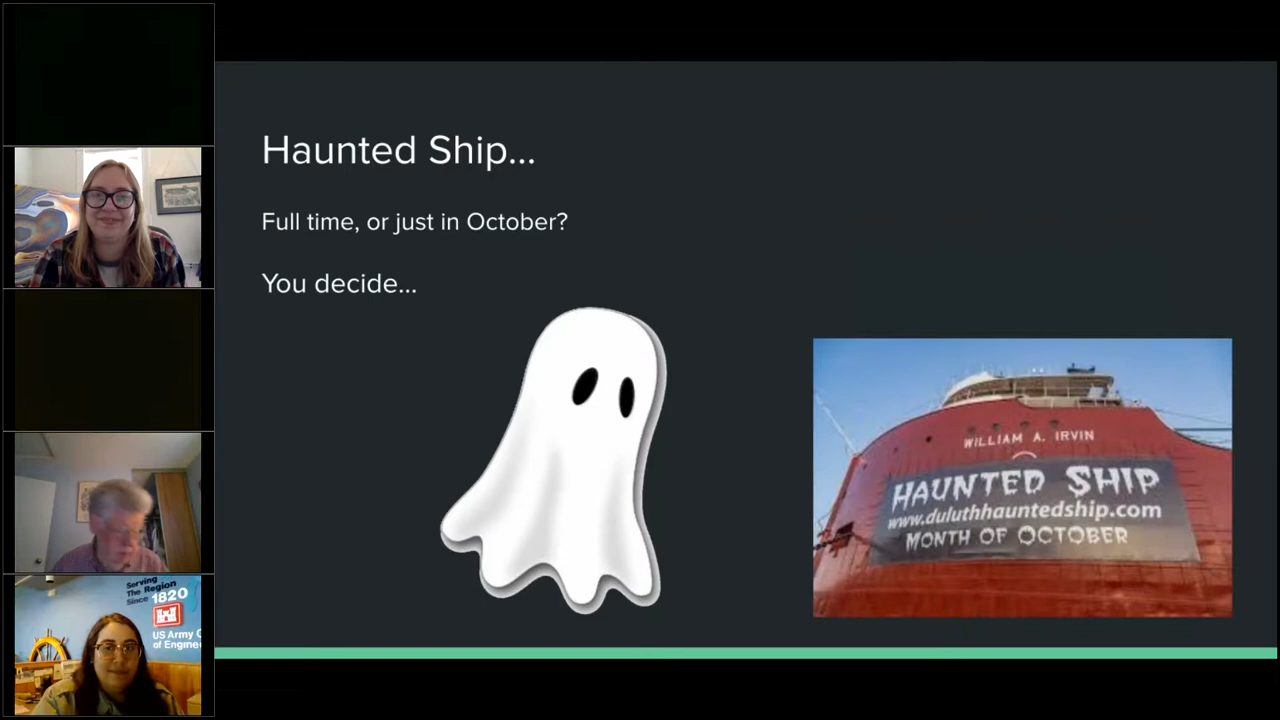 Haunted Ship...
Full time, or just in October?
You decide...
WILLIAM A. IRVIN
HAUNTED SHIP
www.duluthhauntedship.com
MONTH OF OCTOBER
Serving
The Region
Since 1820
US Army
of Engine